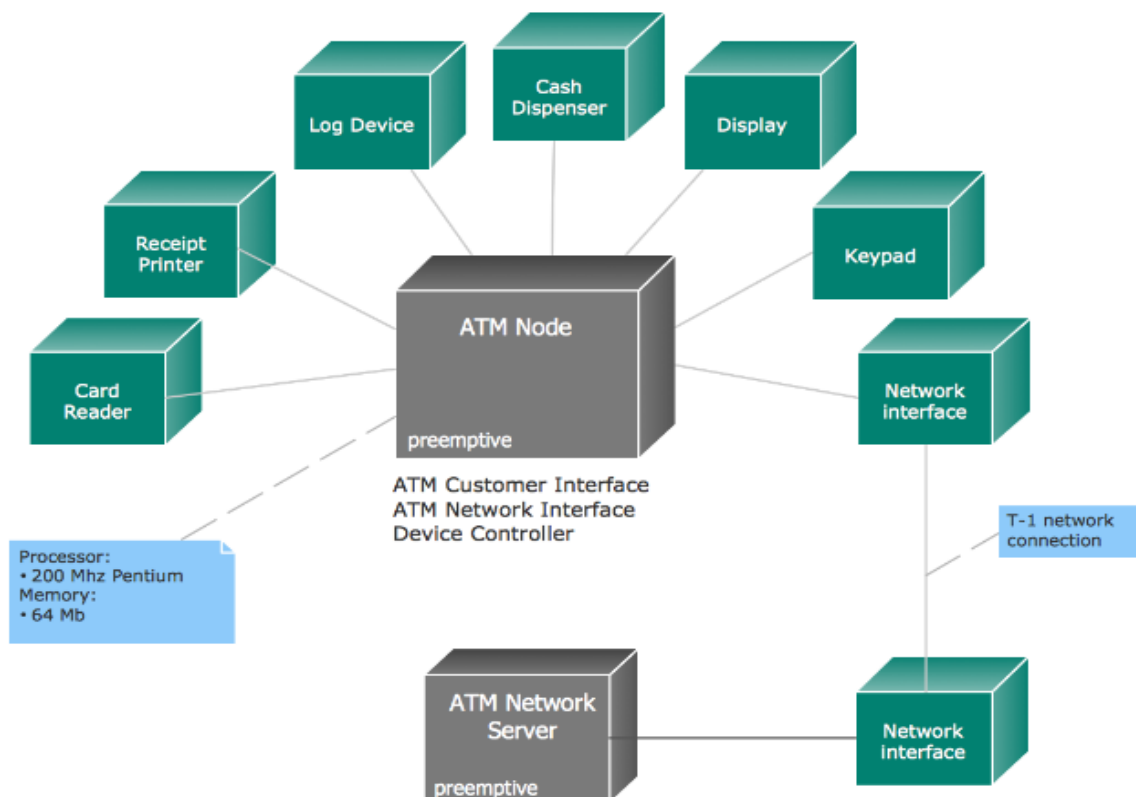 Cash
Dispenser
Log Device
Display
Receipt
Printer
Keypad
ATM Node
preemptive
Card
Reader
Network
interface
ATM Customer Interface
ATM Network Interface
Device Controller
T-1 network
connection
Processor:
• 200 Mhz Pentium
Memory:
• 64 Mb
ATM Network
Server
preemptive
Network
interface